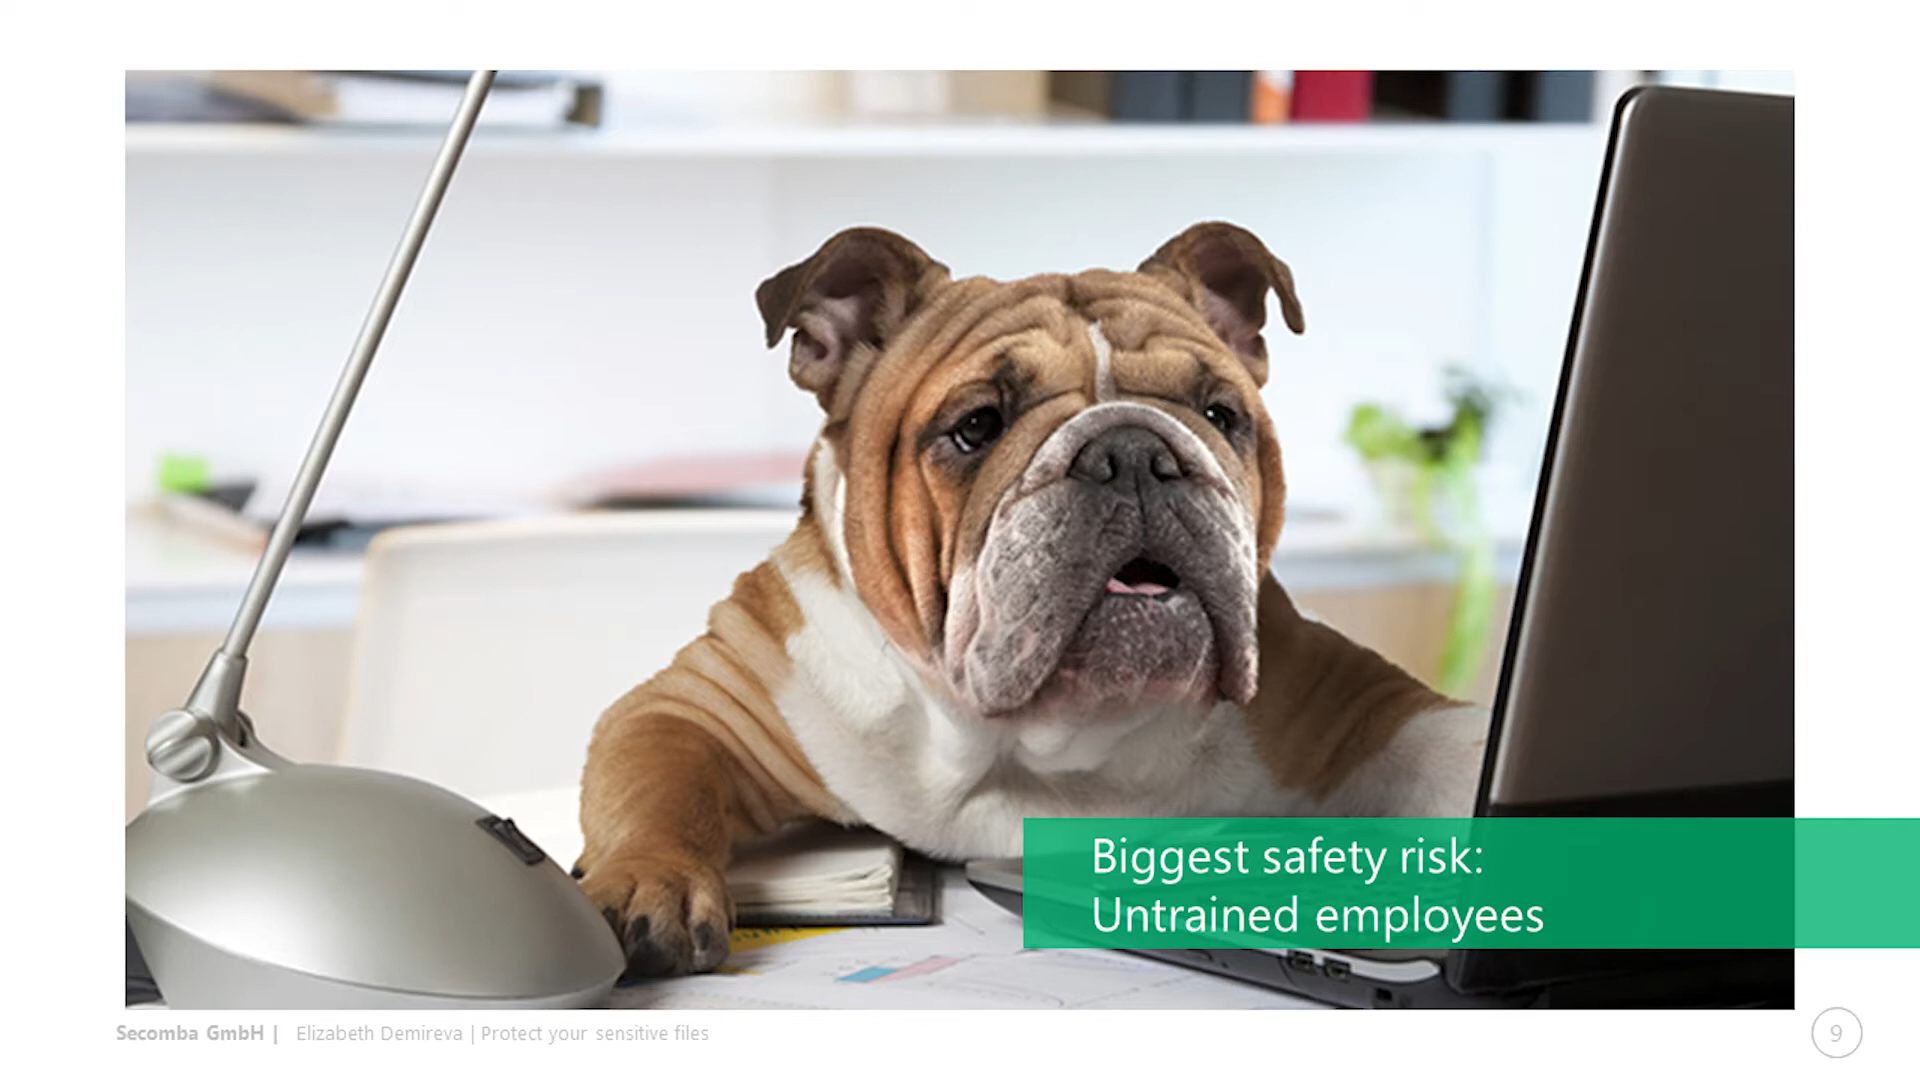 Biggest safety risk:
Untrained employees
Secomba GmbH | Elizabeth Demireva | Protect your sensitive files
9